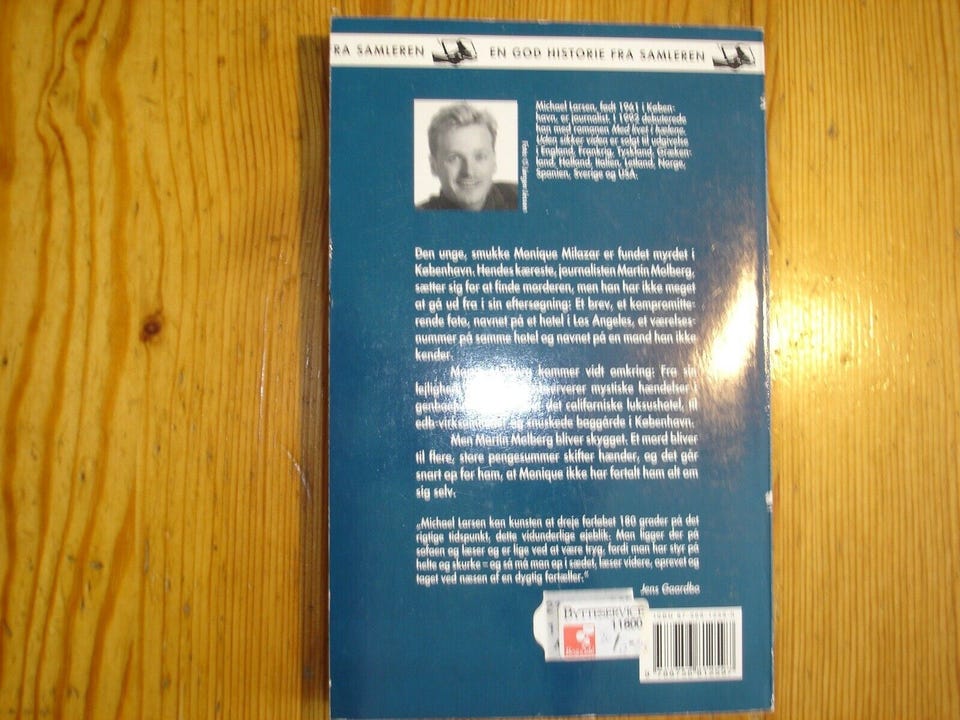 RA SAMLEREN EN GOD HISTORIE FRA SAMLEREN
Michael Larsen, født 1961 i Køben-
havn, er journalist. I 1992 debuterede
han med romanen Med livet i hælene.
Uden sikker viden er solgt til udgivelse
i England, Frankrig, Tyskland, Græken-
land, Holland, Italien, Letland, Norge,
Spanien, Sverige og USA.
Foto:
Den unge, smukke Monique Milazar er fundet myrdet i
København. Hendes kæreste, journalisten Martin Molberg,
sætter sig for at finde morderen, men han har ikke meget
at gå ud fra i sin eftersøgning: Et brev, et kompromitte-
rende foto, navnet på et hotel i Los Angeles, et værelses-
nummer på samme hotel og navnet på en mand han ikke
kender.
kommer vidt omkring: Fra sin
lejlighed mystiske hændelser i
det californiske luksushotel, til
snuskede baggårde i København.
Men Martin Molberg bliver skygget. Et mord bliver
til flere, store pengesummer skifter hænder, og det går
snart op for ham, at Monique ikke har fortalt ham alt om
sig selv.
„Michael Larsen kan kunsten at dreje forløbet 180 grader på det
rigtige tidspunkt, dette vidunderlige øjeblik. Man ligger der på
sofaen og læser og er lige ved at være tryg, fordi man har styr på
helte og skurke – og så må man op i sædet, læser videre, oprevet og
taget ved næsen af en dygtig fortæller."
Jens Gaardbo
BYTTESERVICE
11800